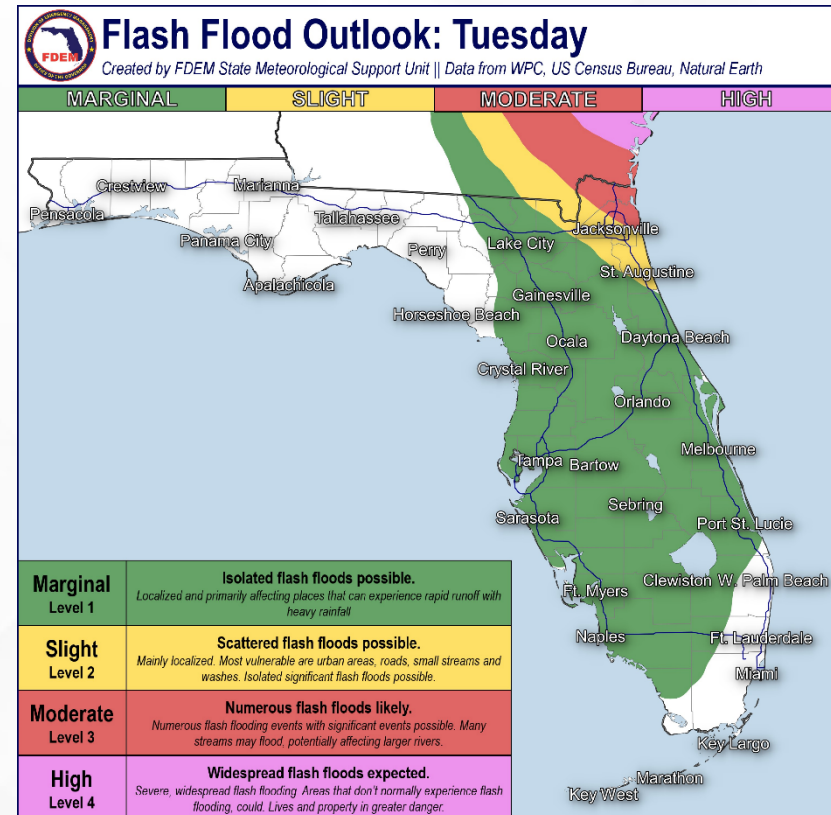 Flash Flood Outlook: Tuesday
Created by FDEM State Meteorological Support Unit || Data from WPC, US Census Bureau, Natural Earth
DIVISION OF EMERGENCY MANAGEMENT
FDEM
OFFICE OF THE GOVERNOR
MARGINAL SLIGHT MODERATE HIGH
Crestview
Marianna
Pensacola
Tallahassee
Panama City
Perry
Lake City
Jacksonville
Apalachicola
St. Augustine
Gainesville
Horseshoe Beach
Ocala
Daytona Beach
Crystal River
Orlando
Melbourne
Tampa
Bartow
Sebring
Sarasota
Port St. Lucie
Ft. Myers
Clewiston
W. Palm Beach
Naples
Ft. Lauderdale
Miami
Key Largo
Marathon
Key West
Marginal
Level 1
Isolated flash floods possible.
Localized and primarily affecting places that can experience rapid runoff with
heavy rainfall
Slight
Level 2
Scattered flash floods possible.
Mainly localized. Most vulnerable are urban areas, roads, small streams and
washes. Isolated significant flash floods possible.
Moderate
Level 3
Numerous flash floods likely.
Numerous flash flooding events with significant events possible. Many
streams may flood, potentially affecting larger rivers.
High
Level 4
Widespread flash floods expected.
Severe, widespread flash flooding. Areas that don't normally experience flash
flooding, could. Lives and property in greater danger.